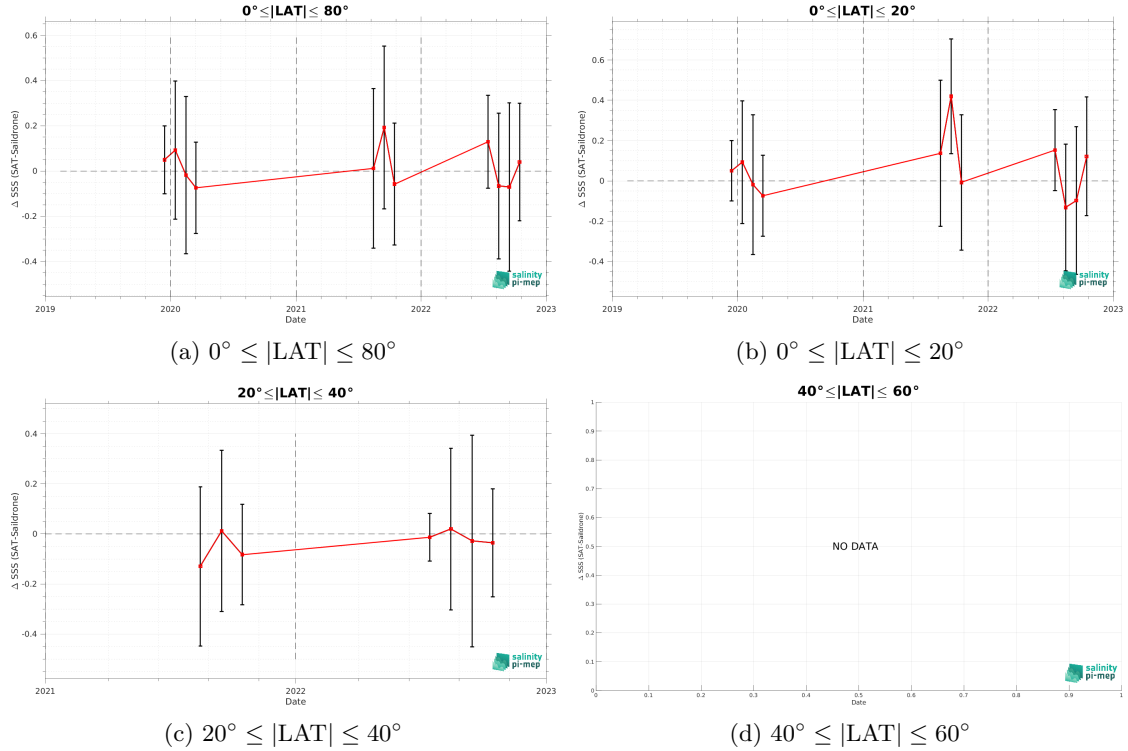 0°≤|LAT|≤ 80°
0.6
0.4
0.2
0
-0.2
-0.4
Δ SSS (SAT-Saildrone)
2019
2020
2021
2022
2023
Date
salinity
pi-mep
(a) 0° ≤ |LAT| ≤ 80°
0°≤|LAT|≤ 20°
0.6
0.4
0.2
0
-0.2
-0.4
Δ SSS (SAT-Saildrone)
2019
2020
2021
2022
2023
Date
salinity
pi-mep
(b) 0° ≤ |LAT| ≤ 20°
20°≤|LAT|≤ 40°
0.4
0.2
0
-0.2
-0.4
Δ SSS (SAT-Saildrone)
2021
2022
2023
Date
salinity
pi-mep
(c) 20° ≤ |LAT| ≤ 40°
40°≤|LAT|≤ 60°
1
0.9
0.8
0.7
0.6
0.5
0.4
0.3
0.2
0.1
0
Δ SSS (SAT-Saildrone)
NO DATA
0
0.1
0.2
0.3
0.4
0.5
0.6
0.7
0.8
0.9
1
Date
salinity
pi-mep
(d) 40° ≤ |LAT| ≤ 60°